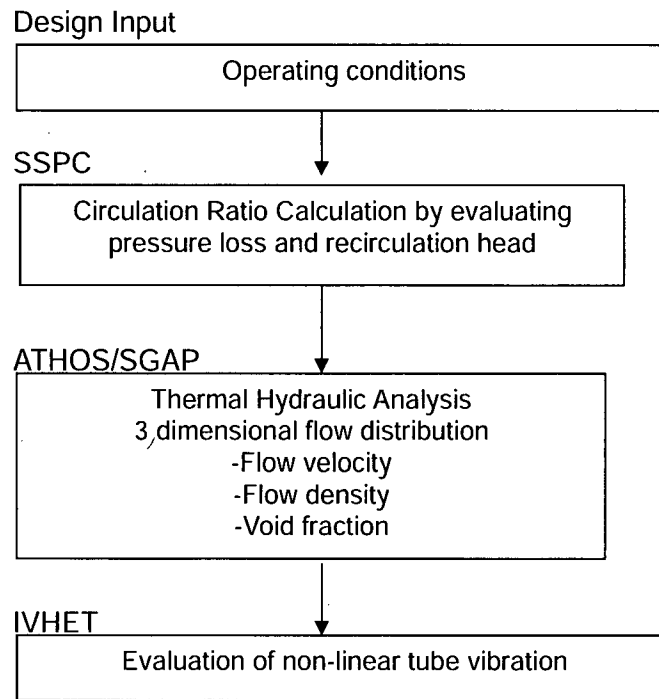 Design Input
Operating conditions
SSPC
Circulation Ratio Calculation by evaluating
pressure loss and recirculation head
ATHOS/SGAP
Thermal Hydraulic Analysis
3 dimensional flow distribution
-Flow velocity
-Flow density
-Void fraction
IVHET
Evaluation of non-linear tube vibration